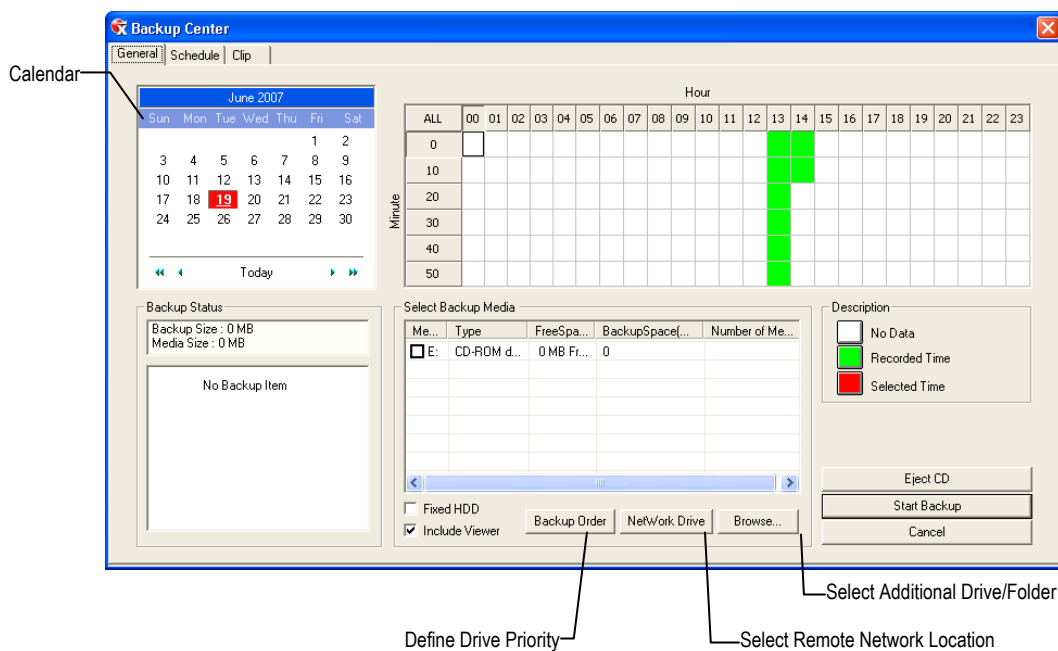 Backup Center
General Schedule Clip
Calendar
June 2007
Sun Mon Tue Wed Thu Fri Sat
1 2
3 4 5 6 7 8 9
10 11 12 13 14 15 16
17 18 19 20 21 22 23
24 25 26 27 28 29 30
Today
Hour
ALL 00 01 02 03 04 05 06 07 08 09 10 11 12 13 14 15 16 17 18 19 20 21 22 23
Minute
0
10
20
30
40
50
Backup Status
Backup Size : 0 MB
Media Size : 0 MB
No Backup Item
Select Backup Media
Me... Type FreeSpa... BackupSpace(... Number of Me...
E: CD-ROM d... 0 MB Fr... 0
Fixed HDD
Include Viewer
Backup Order NetWork Drive Browse...
Description
No Data
Recorded Time
Selected Time
Eject CD
Start Backup
Cancel
Select Additional Drive/Folder
Define Drive Priority
Select Remote Network Location